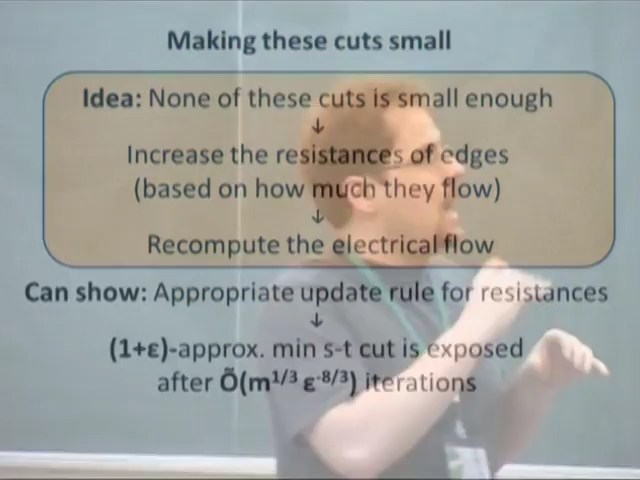 Making these cuts small
Idea: None of these cuts is small enough
↓
Increase the resistances of edges
(based on how much they flow)
↓
Recompute the electrical flow
Can show: Appropriate update rule for resistances
↓
(1+ε)-approx. min s-t cut is exposed
after Õ(m^1/3 ε^-8/3) iterations